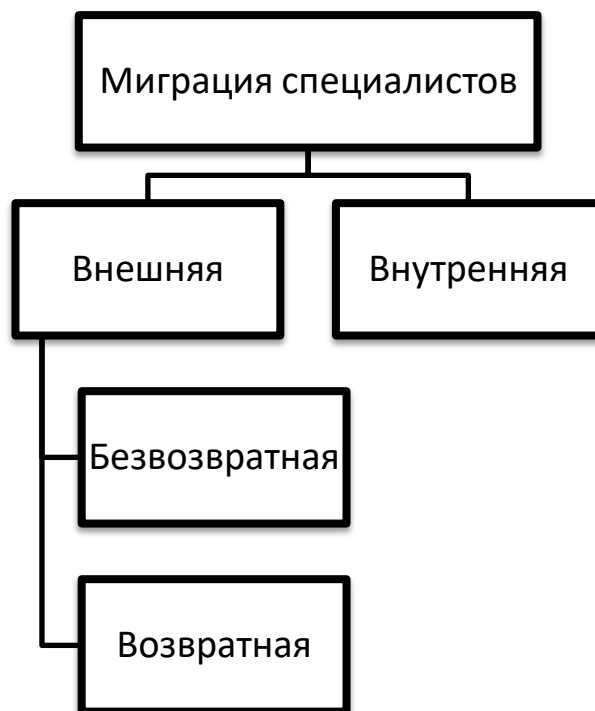 Миграция специалистов
Внешняя
Внутренняя
Безвозвратная
Возвратная